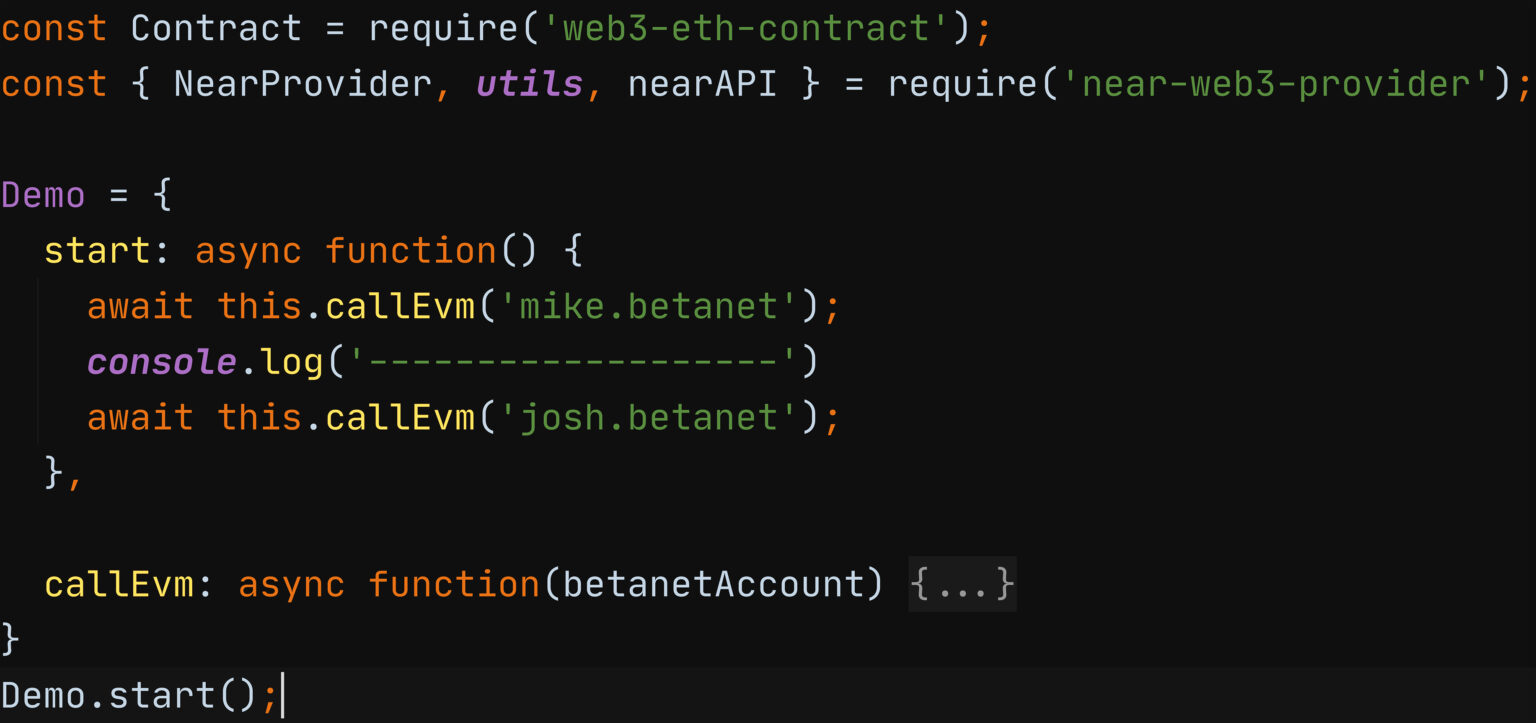 const Contract = require('web3-eth-contract');
const { NearProvider, utils, nearAPI } = require('near-web3-provider');
Demo = {
  start: async function() {
    await this.callEvm('mike.betanet');
    console.log('-------------------')
    await this.callEvm('josh.betanet');
  },
  callEvm: async function(betanetAccount) {...}
}
Demo.start();